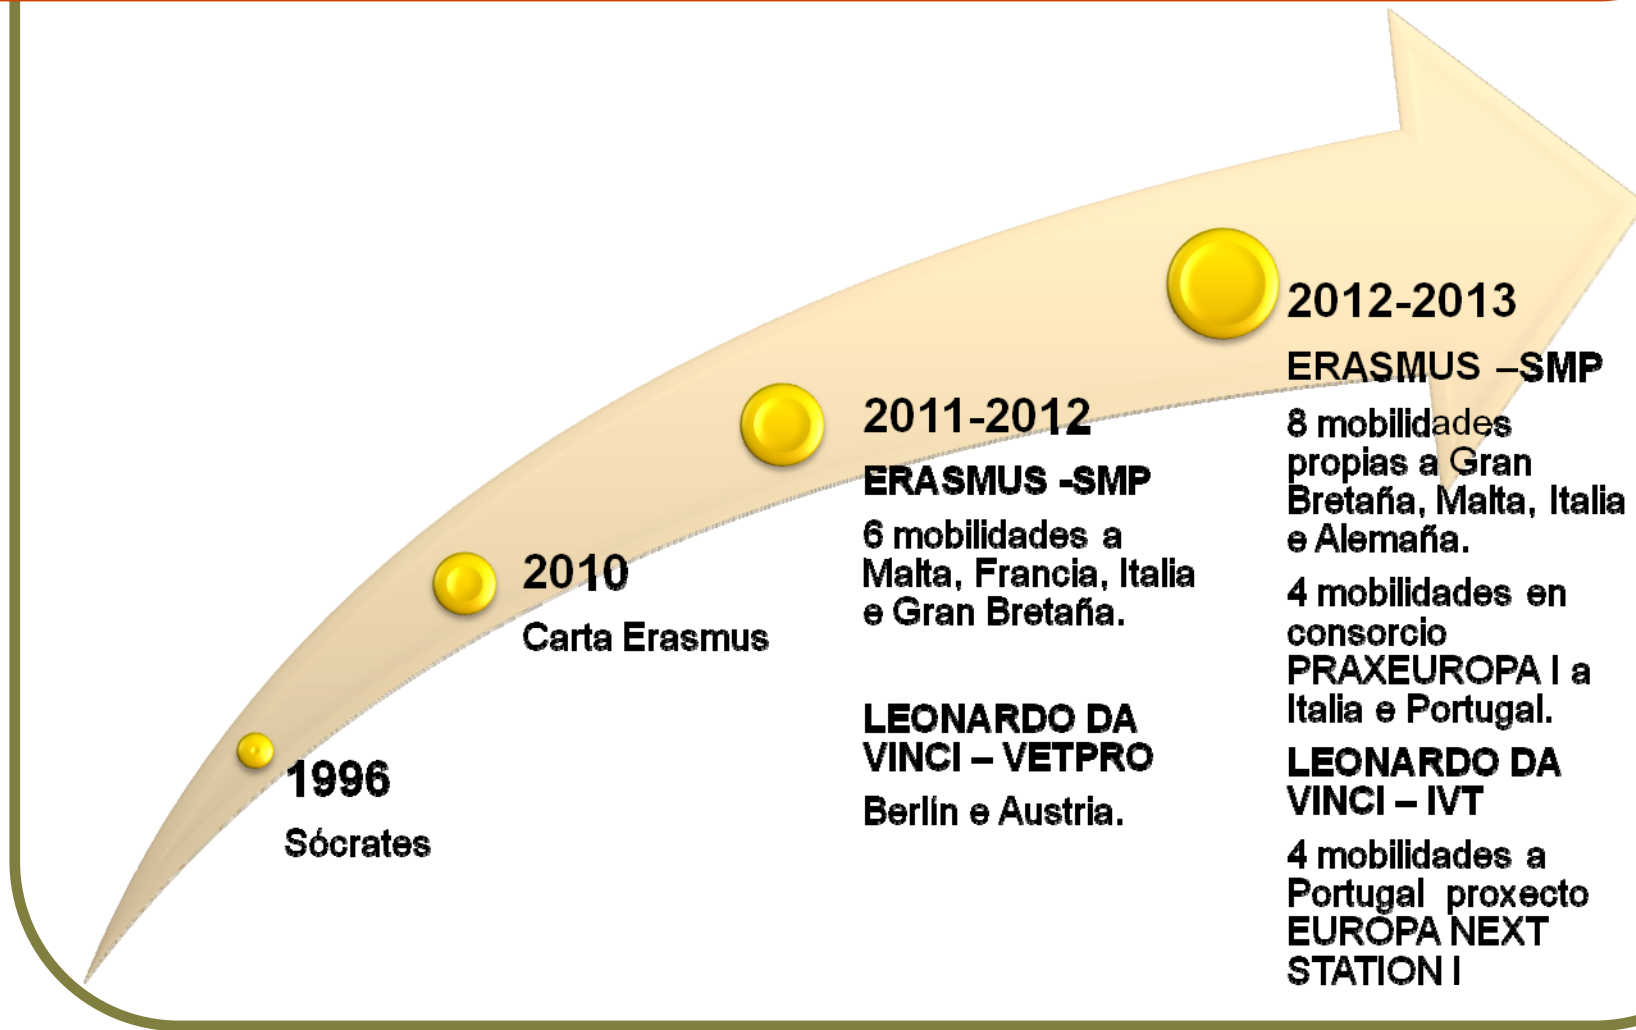 1996
Sócrates
2010
Carta Erasmus
2011-2012
ERASMUS -SMP
6 mobilidades a
Malta, Francia, Italia
e Gran Bretaña.
LEONARDO DA
VINCI – VETPRO
Berlín e Austria.
2012-2013
ERASMUS –SMP
8 mobilidades
propias a Gran
Bretaña, Malta, Italia
e Alemaña.
4 mobilidades en
consorcio
PRAXEUROPA I a
Italia e Portugal.
LEONARDO DA
VINCI – IVT
4 mobilidades a
Portugal proxecto
EUROPA NEXT
STATION I